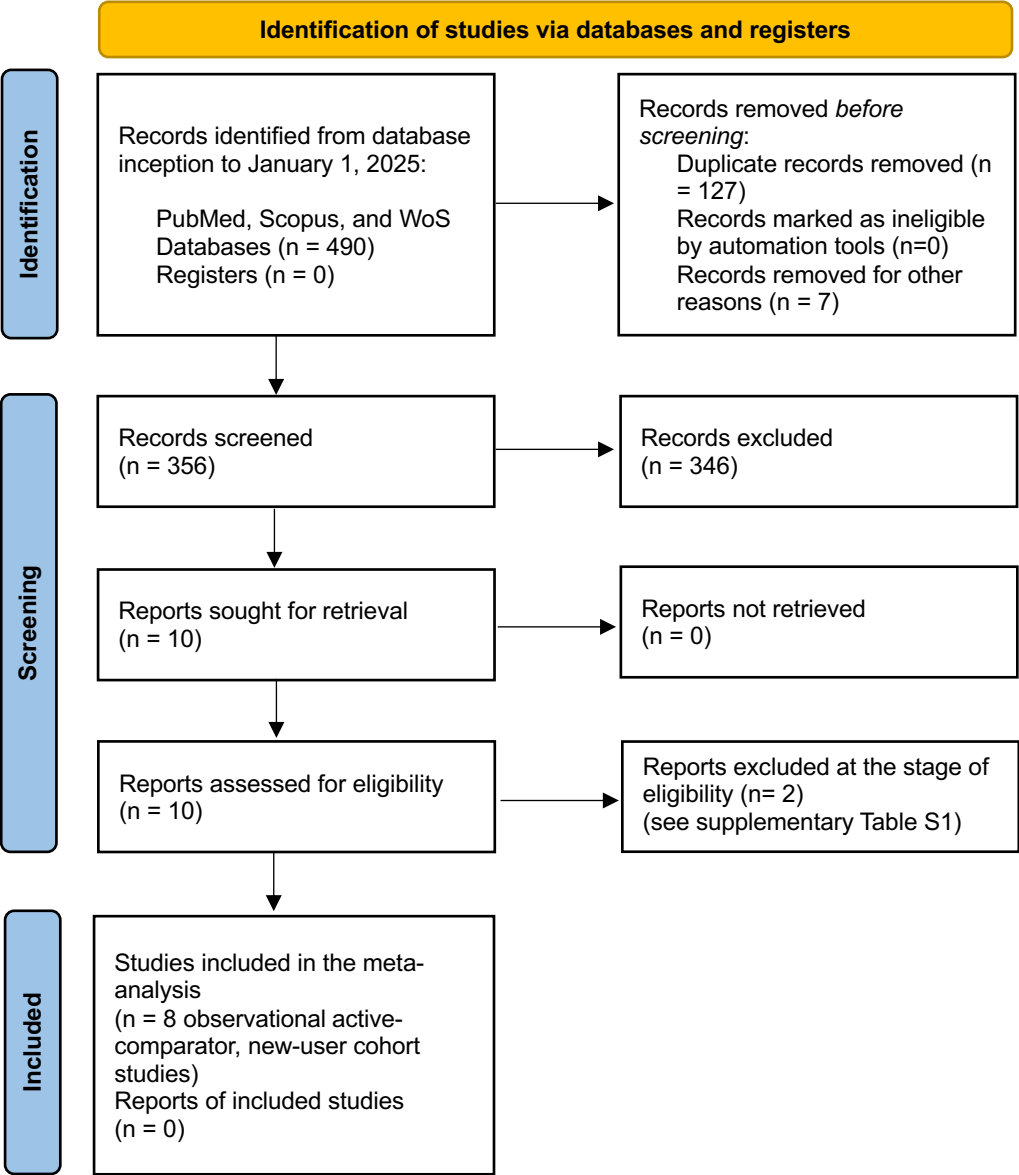 Identification of studies via databases and registers
Identification
Records identified from database
inception to January 1, 2025:
PubMed, Scopus, and WoS
Databases (n = 490)
Registers (n = 0)
Records removed before
screening:
Duplicate records removed (n
= 127)
Records marked as ineligible
by automation tools (n=0)
Records removed for other
reasons (n = 7)
Screening
Records screened
(n = 356)
Records excluded
(n = 346)
Reports sought for retrieval
(n = 10)
Reports not retrieved
(n = 0)
Reports assessed for eligibility
(n = 10)
Reports excluded at the stage of
eligibility (n= 2)
(see supplementary Table S1)
Included
Studies included in the meta-
analysis
(n = 8 observational active-
comparator, new-user cohort
studies)
Reports of included studies
(n = 0)